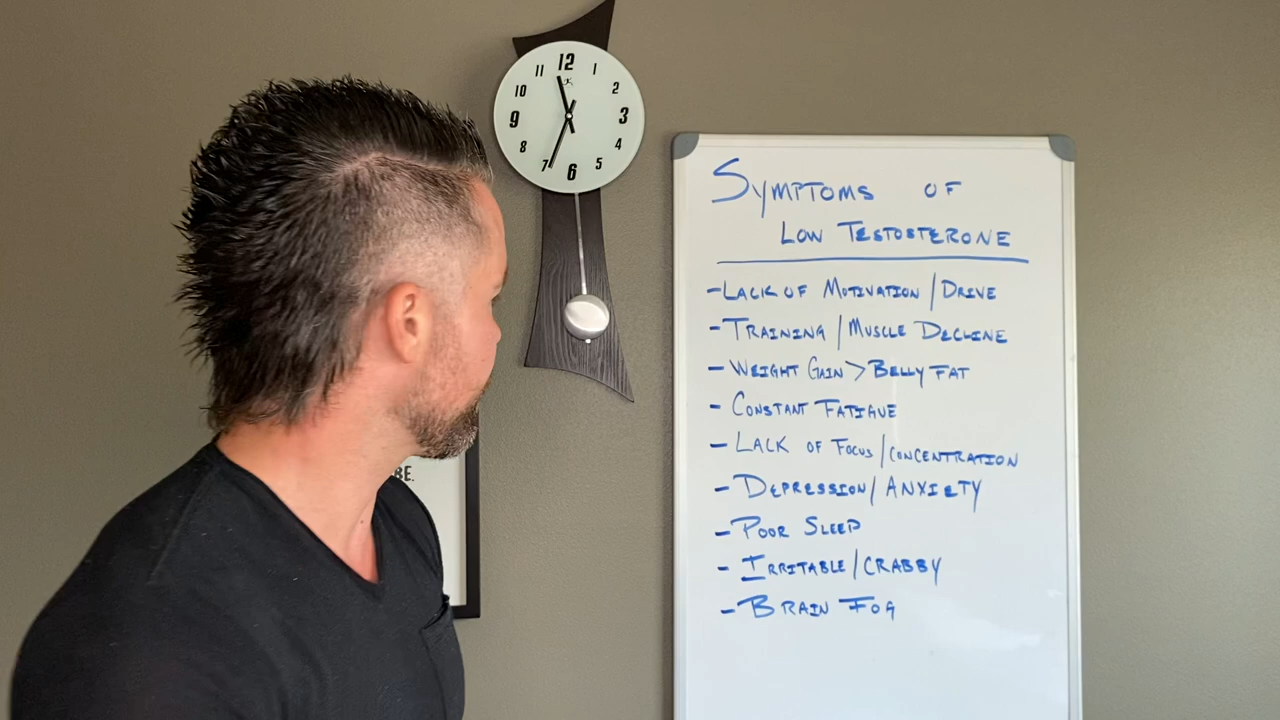 12
11 1
10 2
9 3
8 4
7 5
6
BE.
SYMPTOMS OF
LOW TESTOSTERONE
-LACK OF MOTIVATION / DRIVE
-TRAINING / MUSCLE DECLINE
- WEIGHT GAIN > BELLY FAT
- CONSTANT FATIGUE
- LACK OF FOCUS / CONCENTRATION
- DEPRESSION / ANXIETY
- POOR SLEEP
- IRRITABLE / CRABBY
- BRAIN FOG